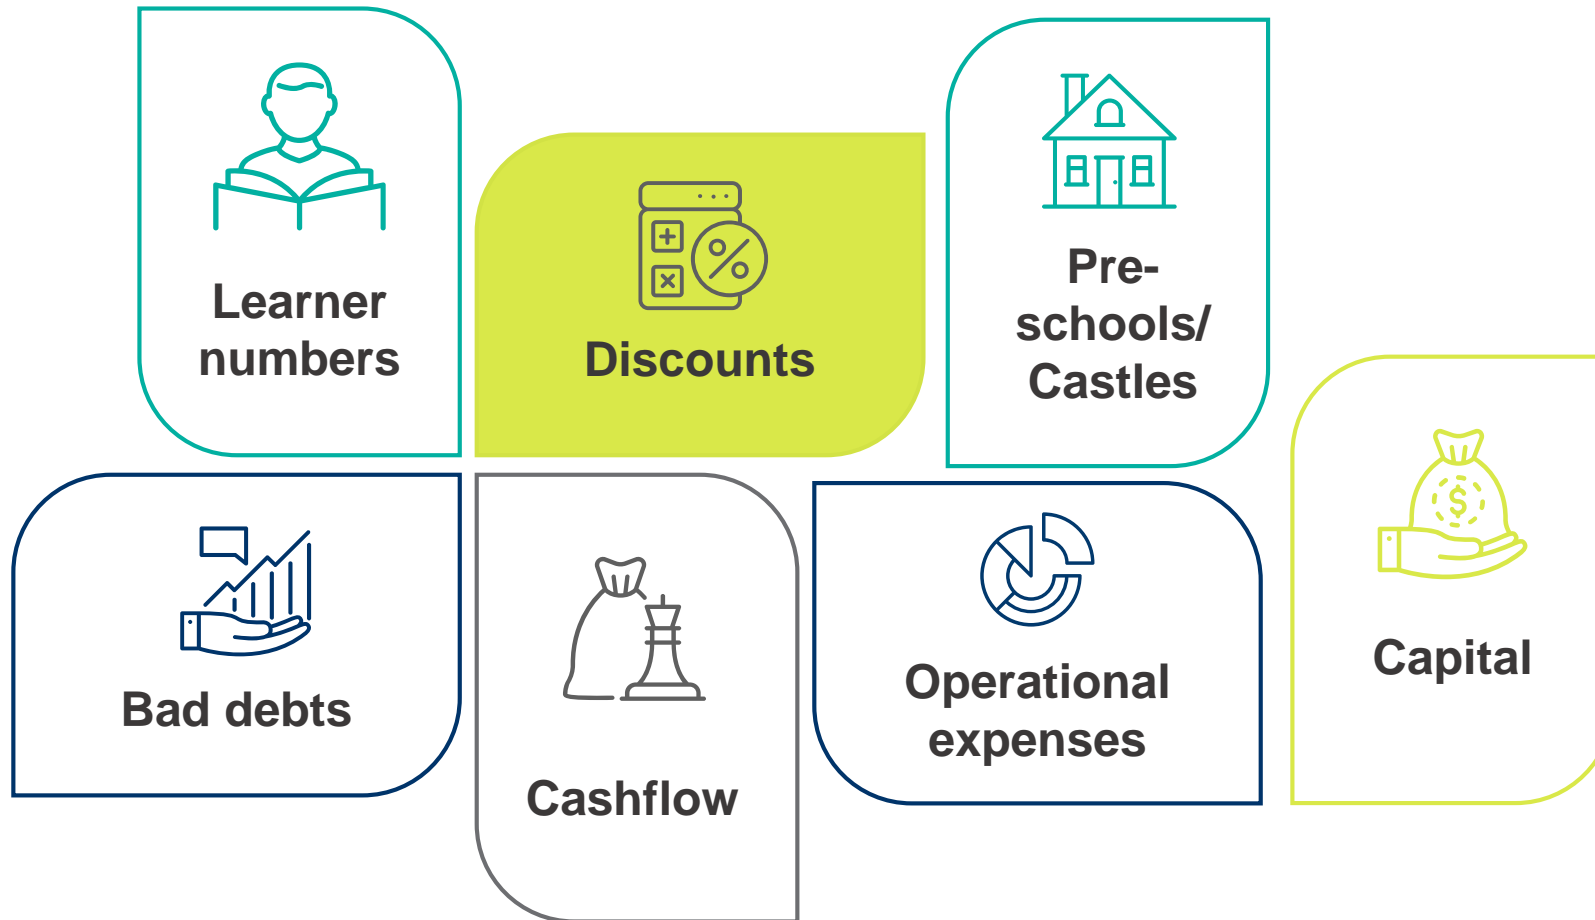 Learner
numbers
Discounts
Pre-
schools/
Castles
Bad debts
Cashflow
Operational
expenses
Capital